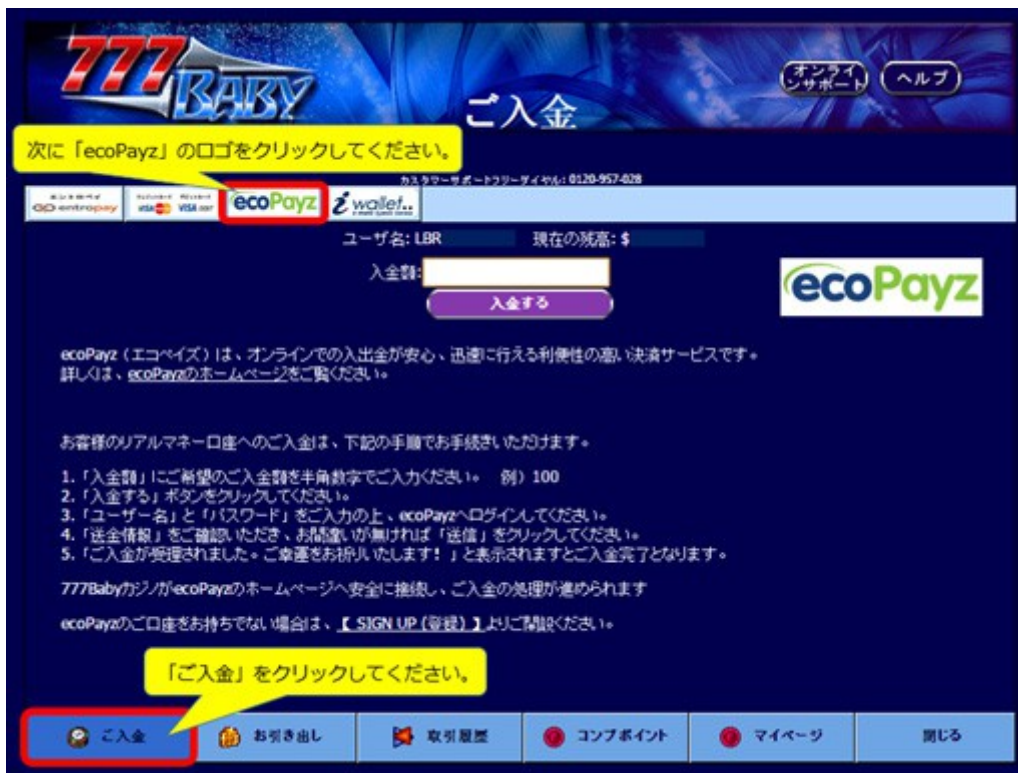 777 BABY
ご入金
オンライ
ンサポート
ヘルプ
次に「ecoPayz」のロゴをクリックしてください。
カスタマーサポートフリーダイヤル: 0120-957-028
エントロペイ
entropay
VISA
VISA
ecoPayz
i wallet..
ユーザ名: LBR 現在の残高: $
入金額:
入金する
ecoPayz
ecoPayz（エコペイズ）は、オンラインでの入出金が安心、迅速に行える利便性の高い決済サービスです。
詳しくは、ecoPayzのホームページをご覧ください。
お客様のリアルマネー口座へのご入金は、下記の手順でお手続きいただけます。
1.「入金額」にご希望のご入金額を半角数字でご入力ください。 例）100
2.「入金する」ボタンをクリックしてください。
3.「ユーザー名」と「パスワード」をご入力の上、ecoPayzへログインしてください。
4.「送金情報」をご確認いただき、お間違いが無ければ「送信」をクリックしてください。
5.「ご入金が受理されました。ご幸運をお祈りいたします！」と表示されますとご入金完了となります。
777BabyカジノがecoPayzのホームページへ安全に接続し、ご入金の処理が進められます
ecoPayzのご口座をお持ちでない場合は、【 SIGN UP (登録) 】よりご開設ください。
「ご入金」をクリックしてください。
ご入金
お引き出し
取引履歴
コンプポイント
マイページ
閉じる